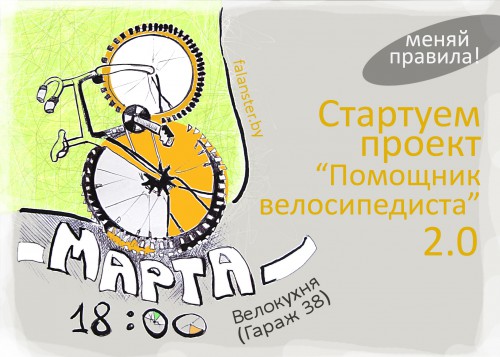 меняй
правила!
falanster.by
Стартуем
проект
“Помощник
велосипедиста”
2.0
МАРТА
18:00
Велокухня
(Гараж 38)